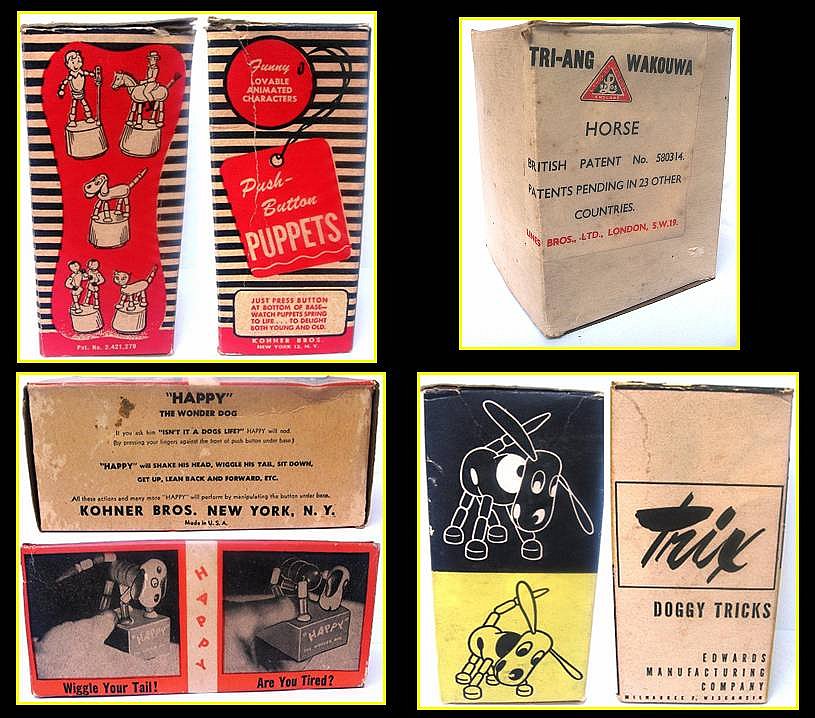 Pat. No. 2,421,279
Funny
LOVABLE
ANIMATED
CHARACTERS
Push-
Button
PUPPETS
JUST PRESS BUTTON
AT BOTTOM OF BASE—
WATCH PUPPETS SPRING
TO LIFE . . . TO DELIGHT
BOTH YOUNG AND OLD.
KOHNER BROS.
NEW YORK 12, N. Y.
TRI-ANG WAKOUWA
ENGLAND
HORSE
BRITISH PATENT No. 580314.
PATENTS PENDING IN 23 OTHER
COUNTRIES.
LINES BROS., LTD., LONDON, S.W.19.
"HAPPY"
THE WONDER DOG
If you ask him "ISN'T IT A DOGS LIFE?" HAPPY will nod.
(by pressing your fingers against the front of push button under base.)
"HAPPY" will SHAKE HIS HEAD, WIGGLE HIS TAIL, SIT DOWN,
GET UP, LEAN BACK AND FORWARD, ETC.
All these actions and many more "HAPPY" will perform by manipulating the button under base.
KOHNER BROS. NEW YORK, N. Y.
Made in U. S. A.
HAPPY
"HAPPY"
THE WONDER DOG
"HAPPY"
THE WONDER DOG
Wiggle Your Tail!
Are You Tired?
Trix
DOGGY TRICKS
EDWARDS
MANUFACTURING
COMPANY
MILWAUKEE 2, WISCONSIN